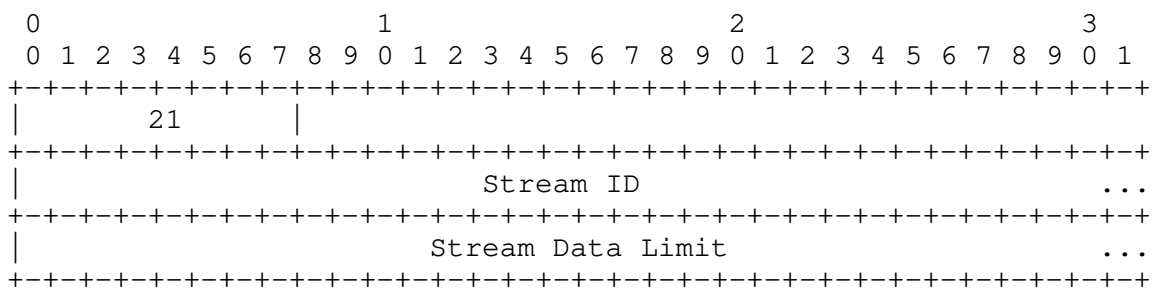 0                   1                   2                   3
 0 1 2 3 4 5 6 7 8 9 0 1 2 3 4 5 6 7 8 9 0 1 2 3 4 5 6 7 8 9 0 1
+-+-+-+-+-+-+-+-+-+-+-+-+-+-+-+-+-+-+-+-+-+-+-+-+-+-+-+-+-+-+-+-+
|       21      |
+-+-+-+-+-+-+-+-+-+-+-+-+-+-+-+-+-+-+-+-+-+-+-+-+-+-+-+-+-+-+-+-+
|                          Stream ID                          ...
+-+-+-+-+-+-+-+-+-+-+-+-+-+-+-+-+-+-+-+-+-+-+-+-+-+-+-+-+-+-+-+-+
|                       Stream Data Limit                     ...
+-+-+-+-+-+-+-+-+-+-+-+-+-+-+-+-+-+-+-+-+-+-+-+-+-+-+-+-+-+-+-+-+